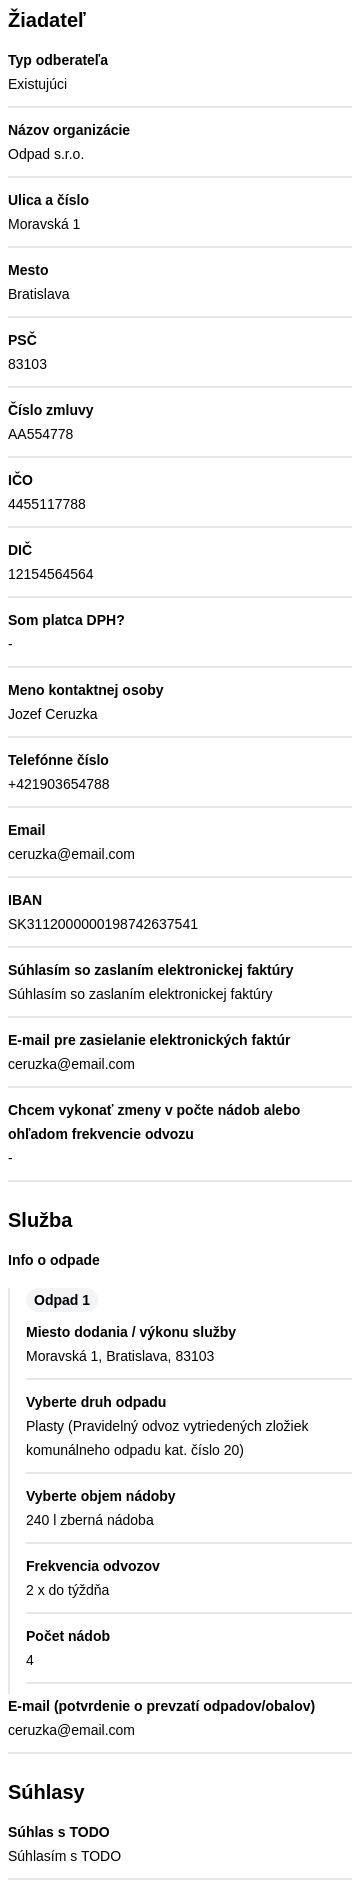 Žiadateľ
Typ odberateľa
Existujúci
Názov organizácie
Odpad s.r.o.
Ulica a číslo
Moravská 1
Mesto
Bratislava
PSČ
83103
Číslo zmluvy
AA554778
IČO
4455117788
DIČ
12154564564
Som platca DPH?
-
Meno kontaktnej osoby
Jozef Ceruzka
Telefónne číslo
+421903654788
Email
ceruzka@email.com
IBAN
SK3112000000198742637541
Súhlasím so zaslaním elektronickej faktúry
Súhlasím so zaslaním elektronickej faktúry
E-mail pre zasielanie elektronických faktúr
ceruzka@email.com
Chcem vykonať zmeny v počte nádob alebo
ohľadom frekvencie odvozu
-
Služba
Info o odpade
Odpad 1
Miesto dodania / výkonu služby
Moravská 1, Bratislava, 83103
Vyberte druh odpadu
Plasty (Pravidelný odvoz vytriedených zložiek
komunálneho odpadu kat. číslo 20)
Vyberte objem nádoby
240 l zberná nádoba
Frekvencia odvozov
2 x do týždňa
Počet nádob
4
E-mail (potvrdenie o prevzatí odpadov/obalov)
ceruzka@email.com
Súhlasy
Súhlas s TODO
Súhlasím s TODO